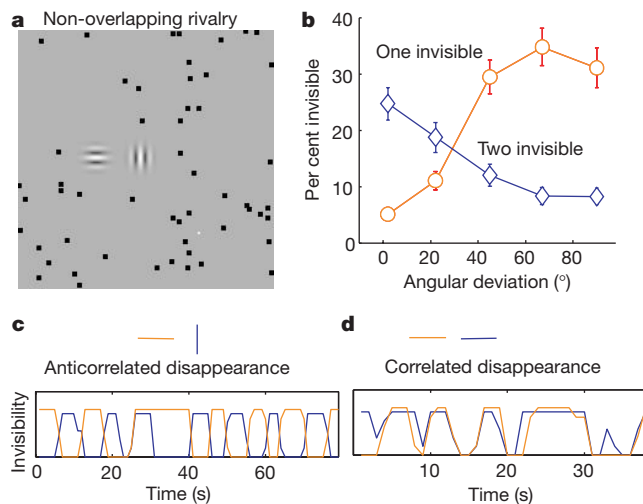 a Non-overlapping rivalry
b
40
30
20
10
0
Per cent invisible
One invisible
Two invisible
0 20 40 60 80
Angular deviation (°)
c
Anticorrelated disappearance
Invisibility
0 20 40 60
Time (s)
d
Correlated disappearance
10 20 30
Time (s)